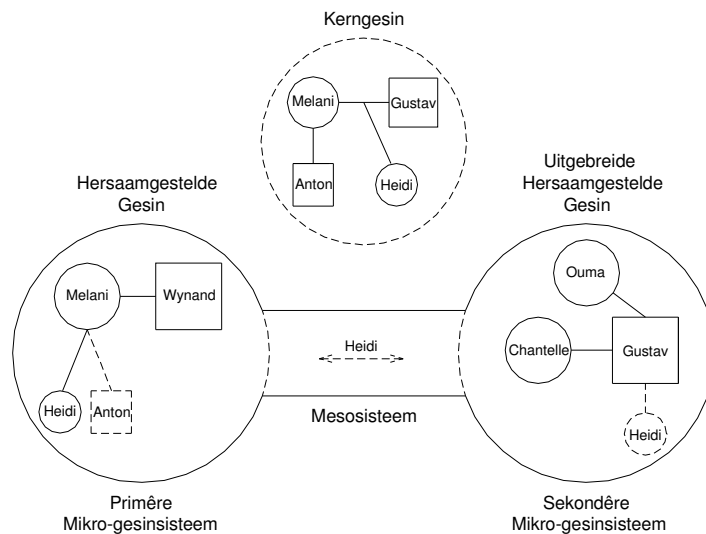 Kerngesin
Melani
Gustav
Anton
Heidi
Hersaamgestelde
Gesin
Melani
Wynand
Heidi
Anton
Primêre
Mikro-gesinsisteem
Heidi
Mesosisteem
Uitgebreide
Hersaamgestelde
Gesin
Ouma
Chantelle
Gustav
Heidi
Sekondêre
Mikro-gesinsisteem